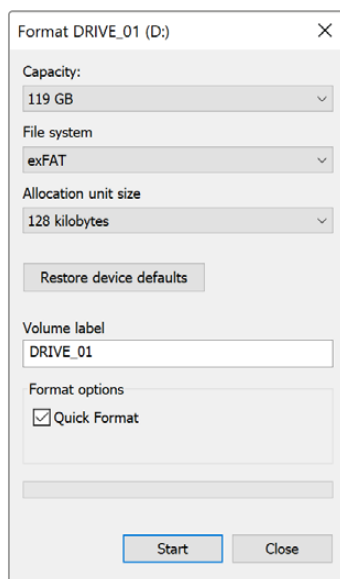 Format DRIVE_01 (D:)
Capacity:
119 GB
File system
exFAT
Allocation unit size
128 kilobytes
Restore device defaults
Volume label
DRIVE_01
Format options
Quick Format
Start
Close